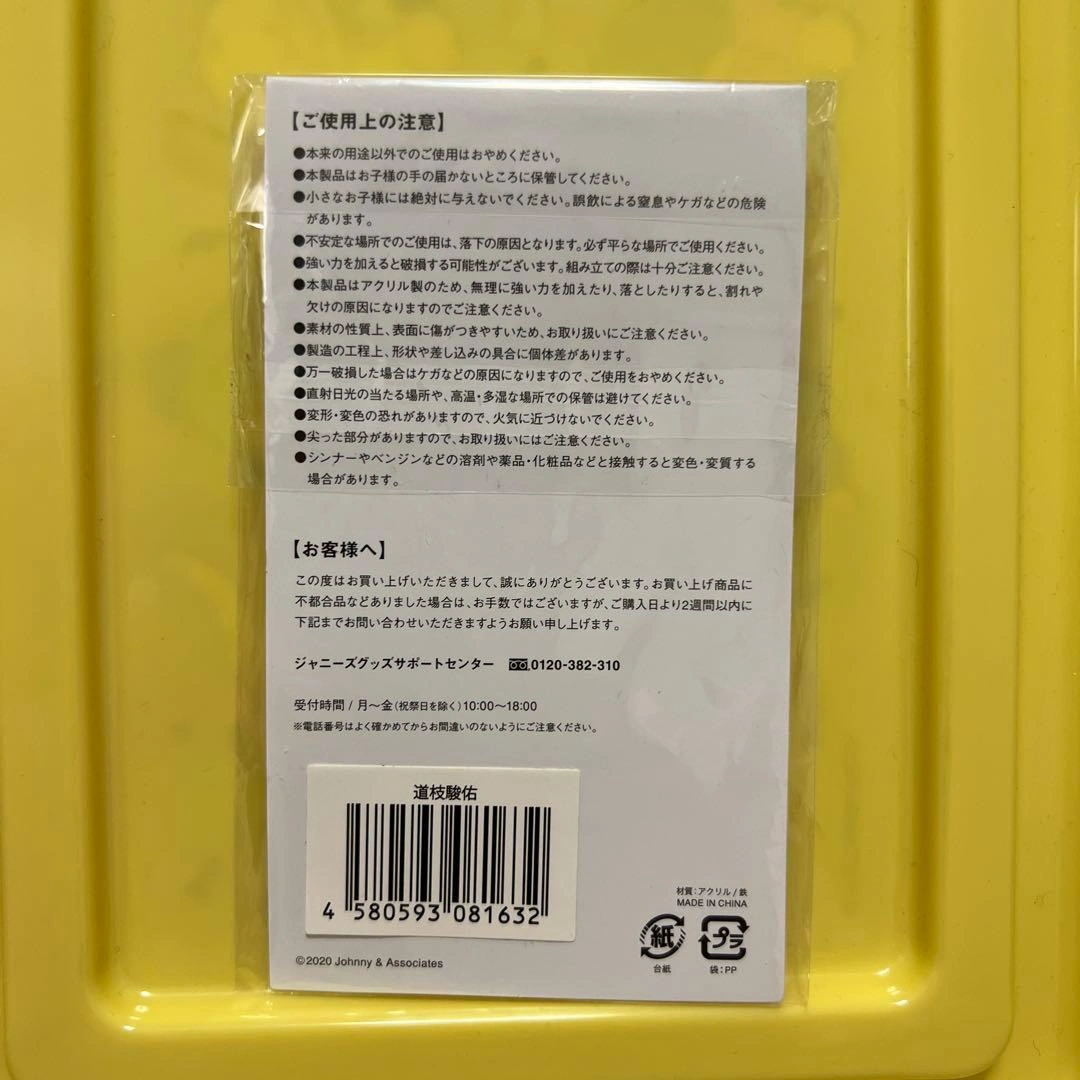 【ご使用上の注意】
●本来の用途以外でのご使用はおやめください。
●本製品はお子様の手の届かないところに保管してください。
●小さなお子様には絶対に与えないでください。誤飲による窒息やケガなどの危険
があります。
●不安定な場所でのご使用は、落下の原因となります。必ず平らな場所でご使用ください。
●強い力を加えると破損する可能性がございます。組み立ての際は十分ご注意ください。
●本製品はアクリル製のため、無理に強い力を加えたり、落としたりすると、割れや
欠けの原因になりますのでご注意ください。
●素材の性質上、表面に傷がつきやすいため、お取り扱いにご注意ください。
●製造の工程上、形状や差し込みの具合に個体差があります。
●万一破損した場合はケガなどの原因になりますので、ご使用をおやめください。
●直射日光の当たる場所や、高温・多湿な場所での保管は避けてください。
●変形・変色の恐れがありますので、火気に近づけないでください。
●尖った部分がありますので、お取り扱いにはご注意ください。
●シンナーやベンジンなどの溶剤や薬品・化粧品などと接触すると変色・変質する
場合があります。
【お客様へ】
この度はお買い上げいただきまして、誠にありがとうございます。お買い上げ商品に
不都合品などありました場合は、お手数ではございますが、ご購入日より2週間以内に
下記までお問い合わせいただきますようお願い申し上げます。
ジャニーズグッズサポートセンター 0120-382-310
受付時間 / 月〜金(祝祭日を除く)10:00〜18:00
※電話番号はよく確かめてからお間違いのないようにご注意ください。
道枝駿佑
4 580593 081632
材質：アクリル / 鉄
MADE IN CHINA
紙
プラ
台紙
袋：PP
©2020 Johnny & Associates